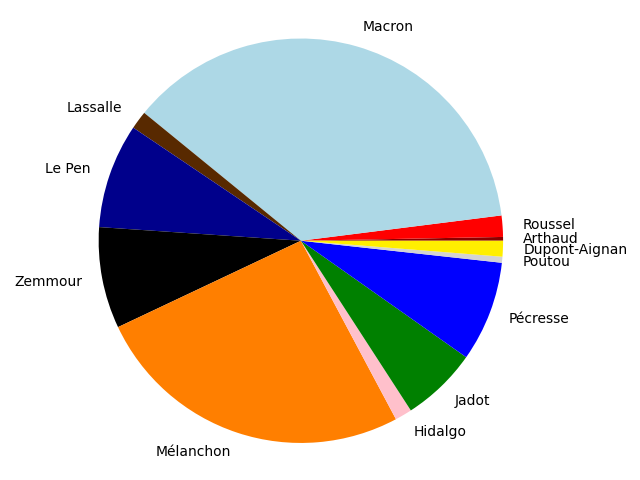 Macron
Lassalle
Le Pen
Roussel
Arthaud
Dupont-Aignan
Poutou
Zemmour
Pécresse
Jadot
Hidalgo
Mélanchon